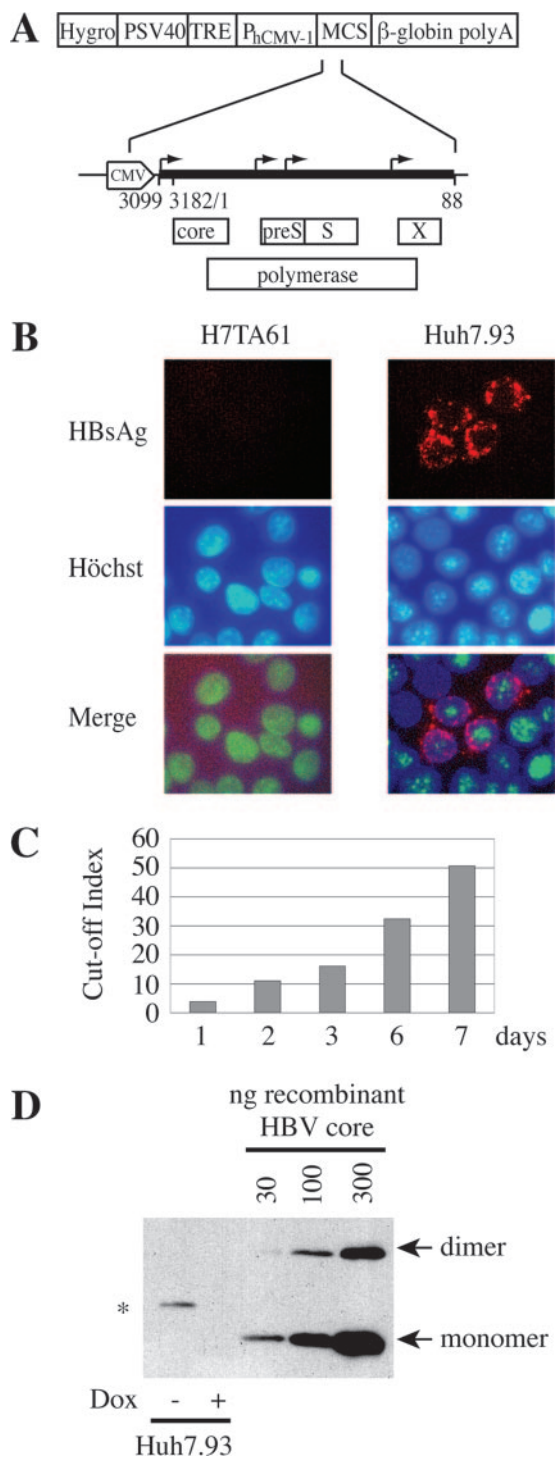 A
Hygro PSV40 TRE PhCMV-1 MCS β-globin polyA
CMV
3099 3182/1 88
core preS S X
polymerase
B
H7TA61 Huh7.93
HBsAg
Höchst
Merge
C
Cut-off Index
60
50
40
30
20
10
0
1 2 3 6 7 days
D
ng recombinant
HBV core
30 100 300
dimer
*
monomer
Dox - +
Huh7.93